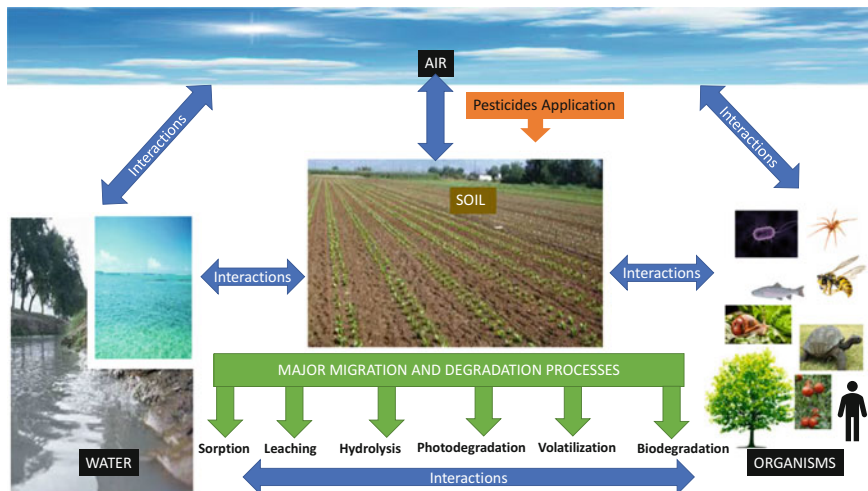 AIR
Pesticides Application
Interactions
Interactions
SOIL
Interactions
Interactions
MAJOR MIGRATION AND DEGRADATION PROCESSES
Sorption Leaching Hydrolysis Photodegradation Volatilization Biodegradation
WATER
Interactions
ORGANISMS